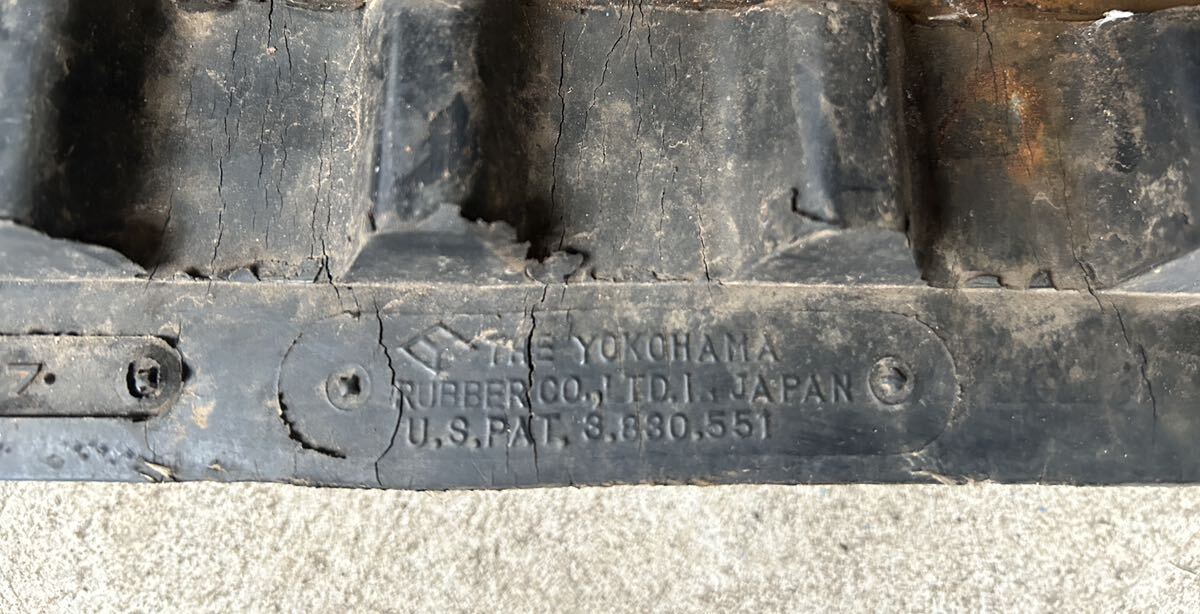 THE YOKOHAMA
RUBBER CO., LTD. JAPAN
U.S.PAT. 3,830,551